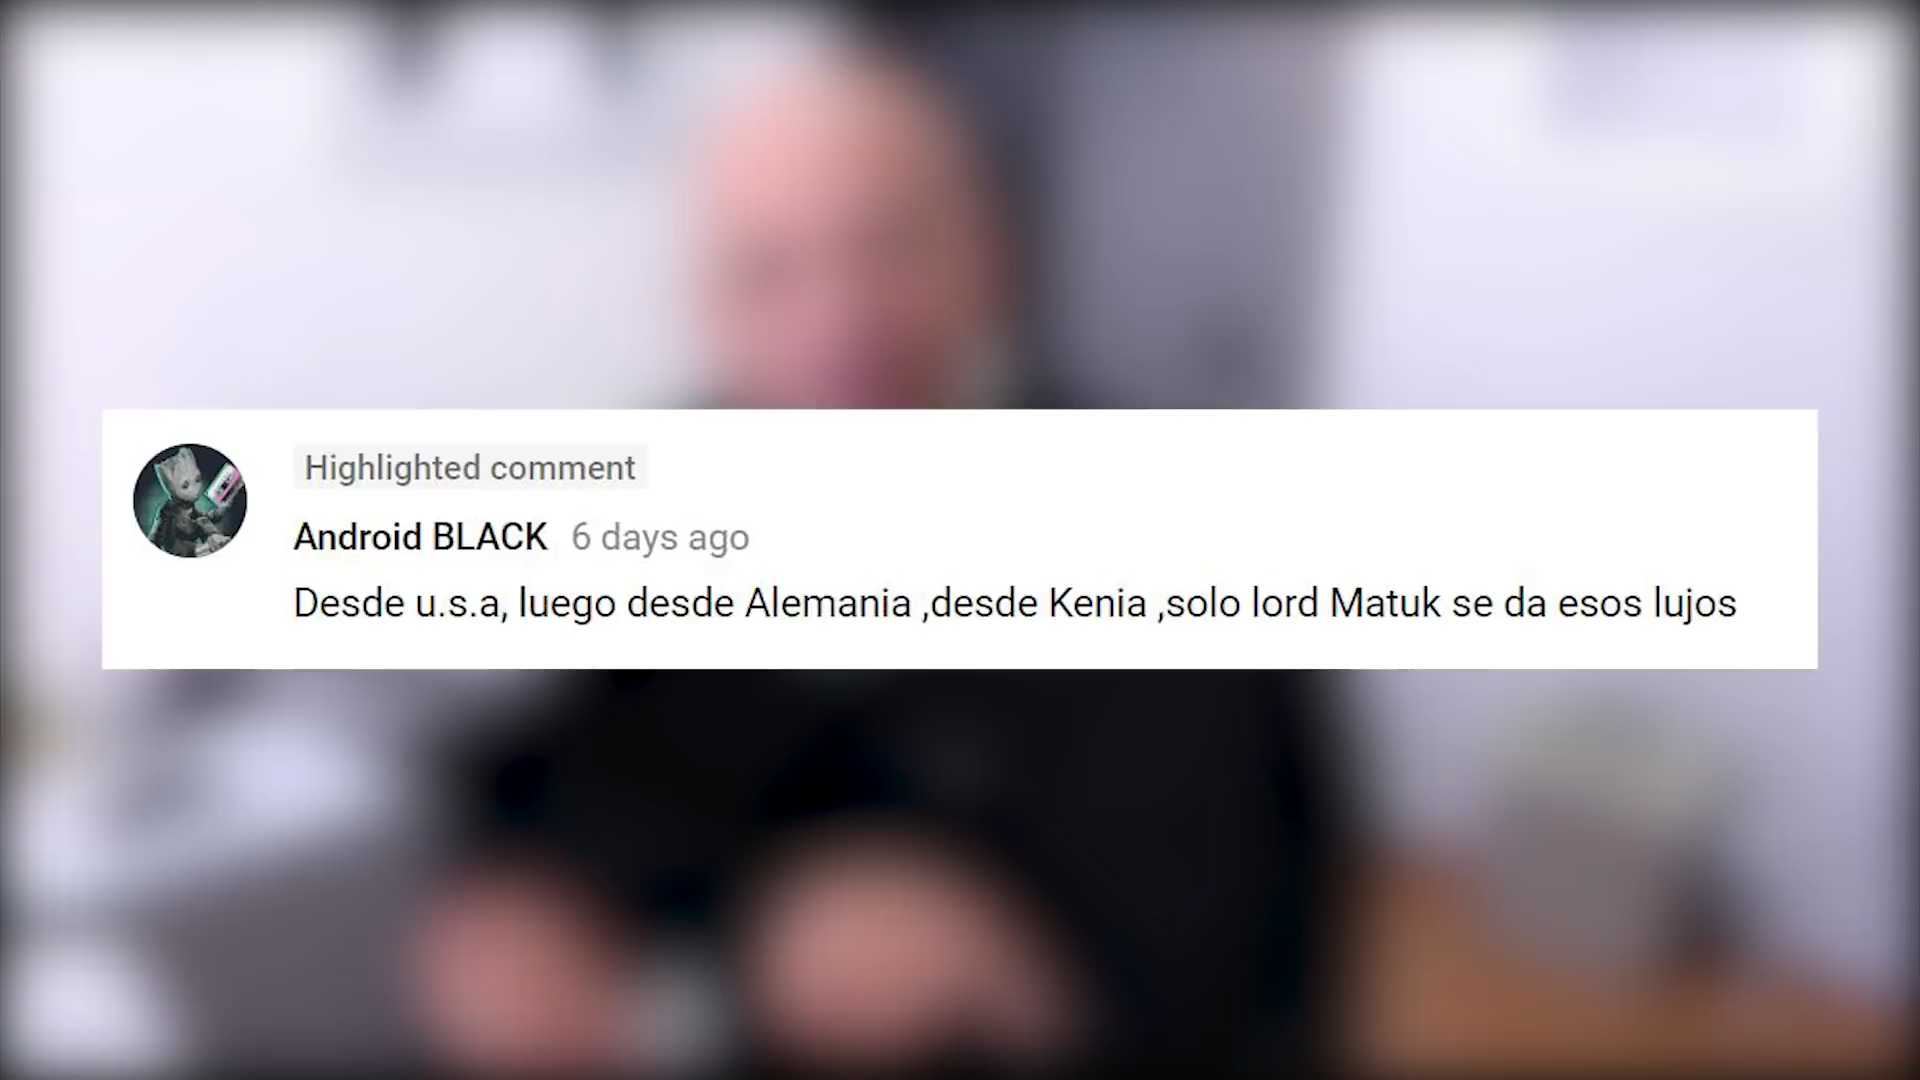 Highlighted comment
Android BLACK 6 days ago
Desde u.s.a, luego desde Alemania ,desde Kenia ,solo lord Matuk se da esos lujos